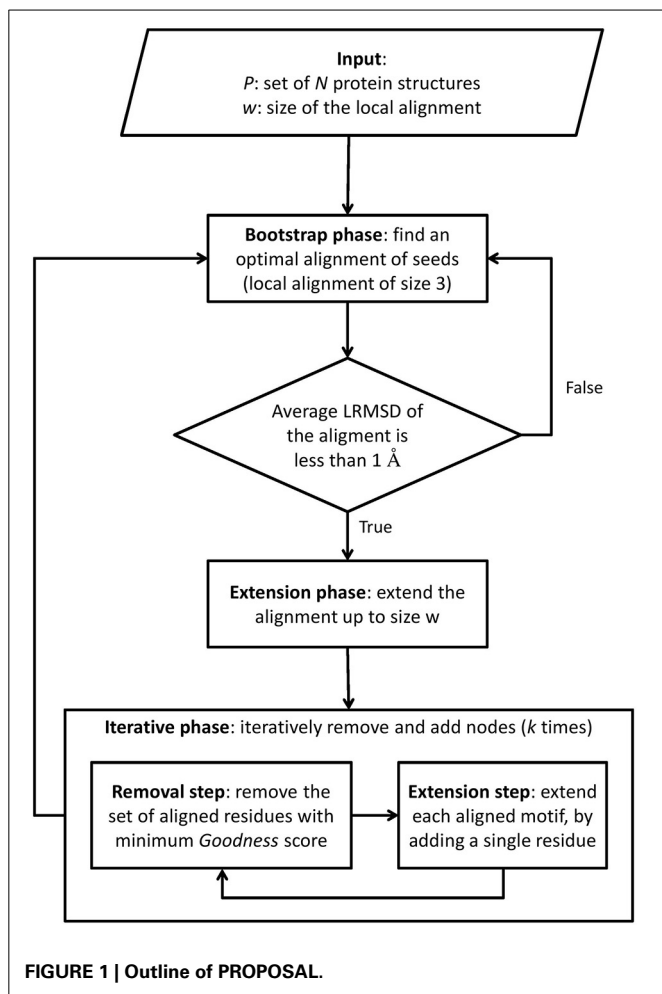 Input:
P: set of N protein structures
w: size of the local alignment
Bootstrap phase: find an
optimal alignment of seeds
(local alignment of size 3)
False
Average LRMSD of
the aligment is
less than 1 Å
True
Extension phase: extend the
alignment up to size w
Iterative phase: iteratively remove and add nodes (k times)
Removal step: remove the
set of aligned residues with
minimum Goodness score
Extension step: extend
each aligned motif, by
adding a single residue
FIGURE 1 | Outline of PROPOSAL.